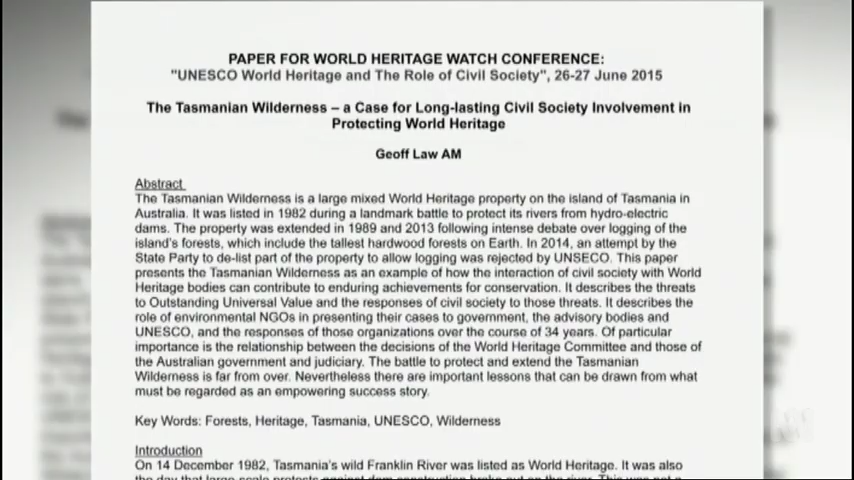 PAPER FOR WORLD HERITAGE WATCH CONFERENCE:
"UNESCO World Heritage and The Role of Civil Society", 26-27 June 2015
The Tasmanian Wilderness – a Case for Long-lasting Civil Society Involvement in
Protecting World Heritage
Geoff Law AM
Abstract
The Tasmanian Wilderness is a large mixed World Heritage property on the island of Tasmania in
Australia. It was listed in 1982 during a landmark battle to protect its rivers from hydro-electric
dams. The property was extended in 1989 and 2013 following intense debate over logging of the
island's forests, which include the tallest hardwood forests on Earth. In 2014, an attempt by the
State Party to de-list part of the property to allow logging was rejected by UNSECO. This paper
presents the Tasmanian Wilderness as an example of how the interaction of civil society with World
Heritage bodies can contribute to enduring achievements for conservation. It describes the threats
to Outstanding Universal Value and the responses of civil society to those threats. It describes the
role of environmental NGOs in presenting their cases to government, the advisory bodies and
UNESCO, and the responses of those organizations over the course of 34 years. Of particular
importance is the relationship between the decisions of the World Heritage Committee and those of
the Australian government and judiciary. The battle to protect and extend the Tasmanian
Wilderness is far from over. Nevertheless there are important lessons that can be drawn from what
must be regarded as an empowering success story.
Key Words: Forests, Heritage, Tasmania, UNESCO, Wilderness
Introduction
On 14 December 1982, Tasmania's wild Franklin River was listed as World Heritage. It was also